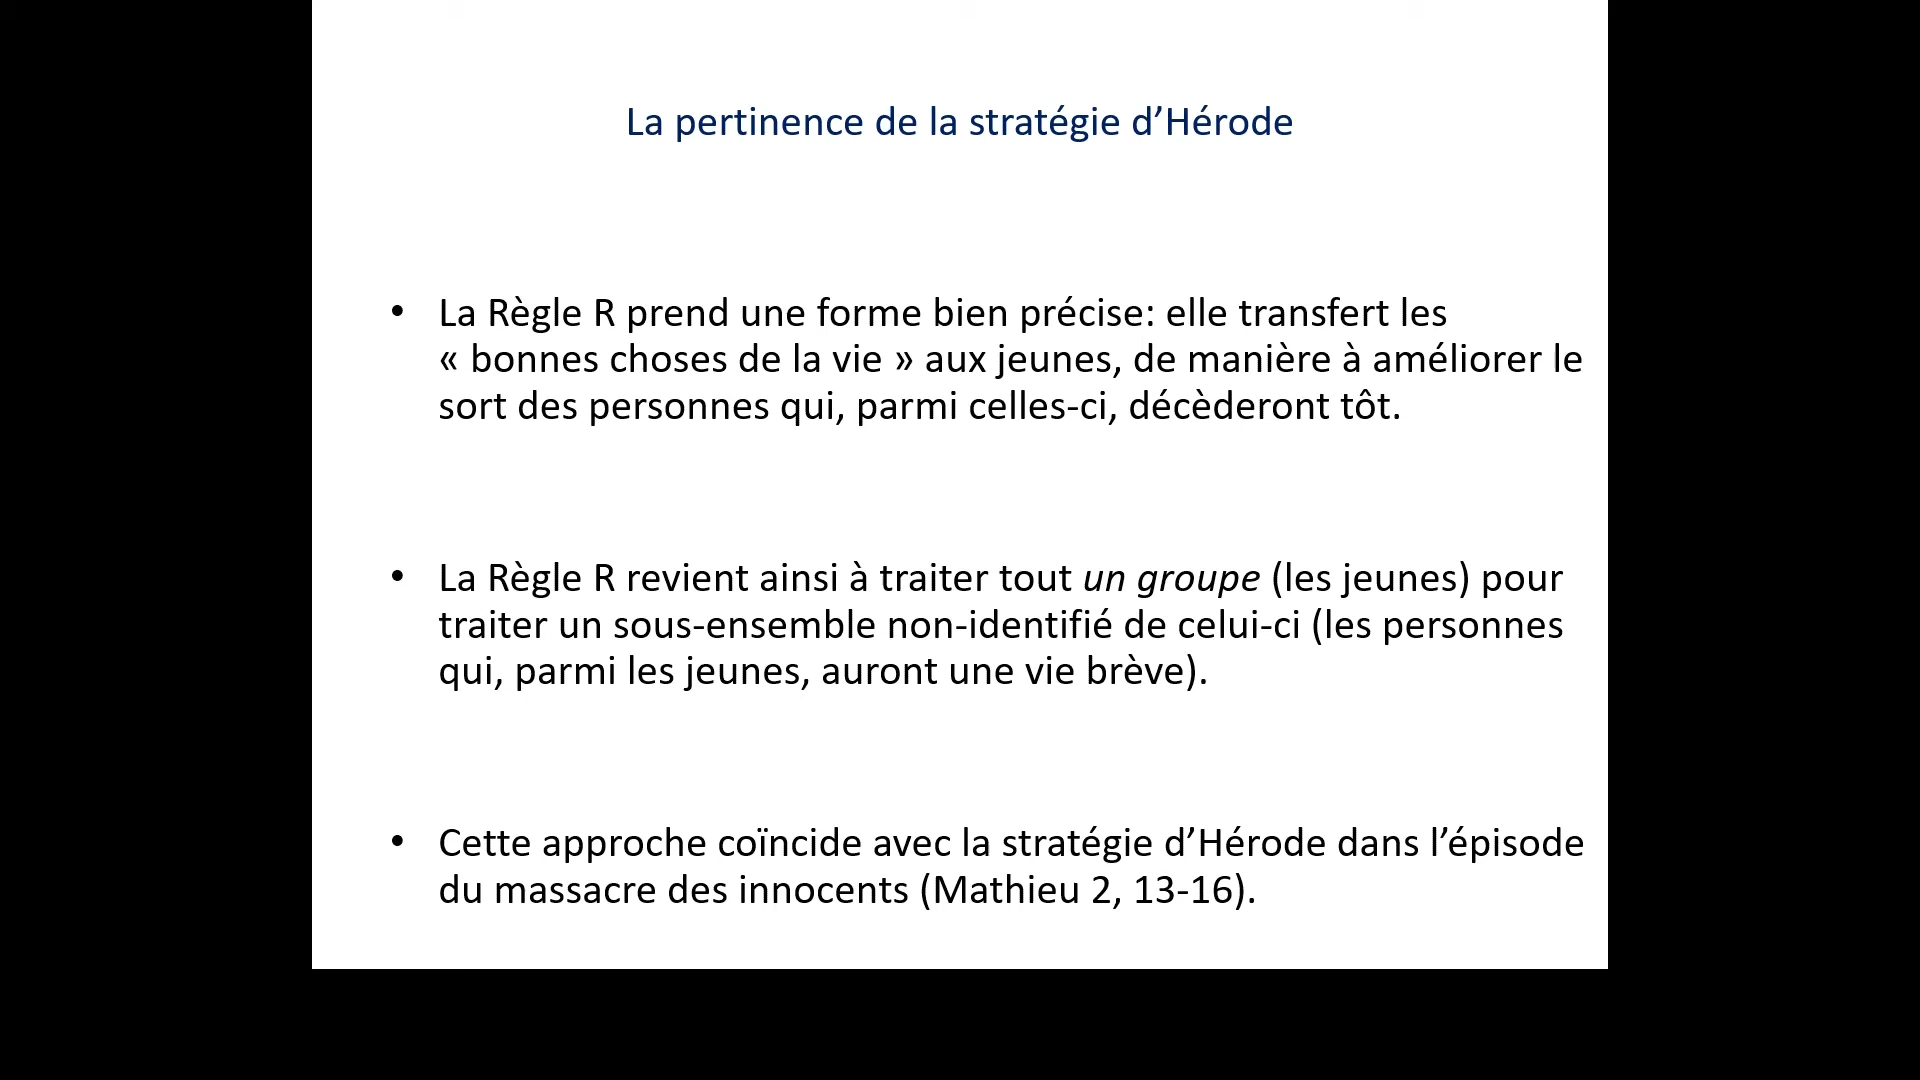 La pertinence de la stratégie d’Hérode
• La Règle R prend une forme bien précise: elle transfert les
« bonnes choses de la vie » aux jeunes, de manière à améliorer le
sort des personnes qui, parmi celles-ci, décèderont tôt.
• La Règle R revient ainsi à traiter tout un groupe (les jeunes) pour
traiter un sous-ensemble non-identifié de celui-ci (les personnes
qui, parmi les jeunes, auront une vie brève).
• Cette approche coïncide avec la stratégie d’Hérode dans l’épisode
du massacre des innocents (Mathieu 2, 13-16).